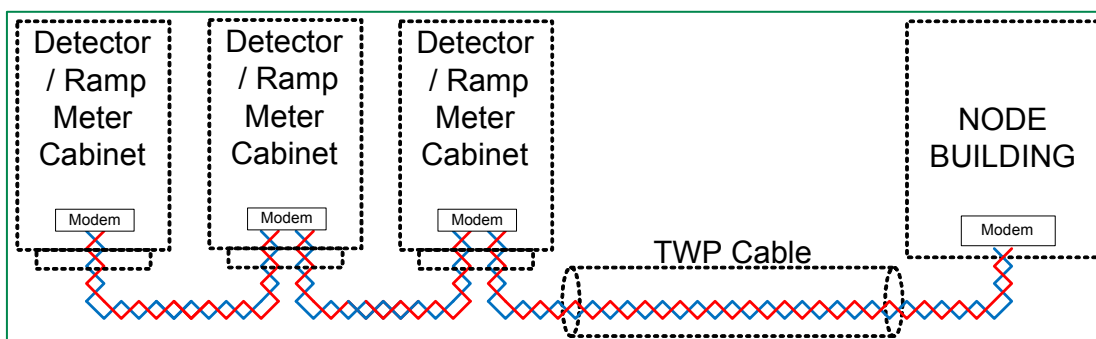 Detector
/ Ramp
Meter
Cabinet
Modem
Detector
/ Ramp
Meter
Cabinet
Modem
Detector
/ Ramp
Meter
Cabinet
Modem
TWP Cable
NODE
BUILDING
Modem